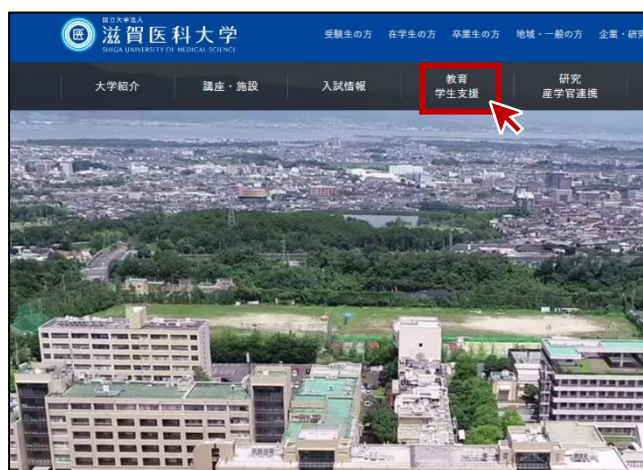 国立大学法人
滋賀医科大学
SHIGA UNIVERSITY OF MEDICAL SCIENCE
受験生の方 在学生の方 卒業生の方 地域・一般の方 企業・研究
大学紹介
講座・施設
入試情報
教育
学生支援
研究
産学官連携